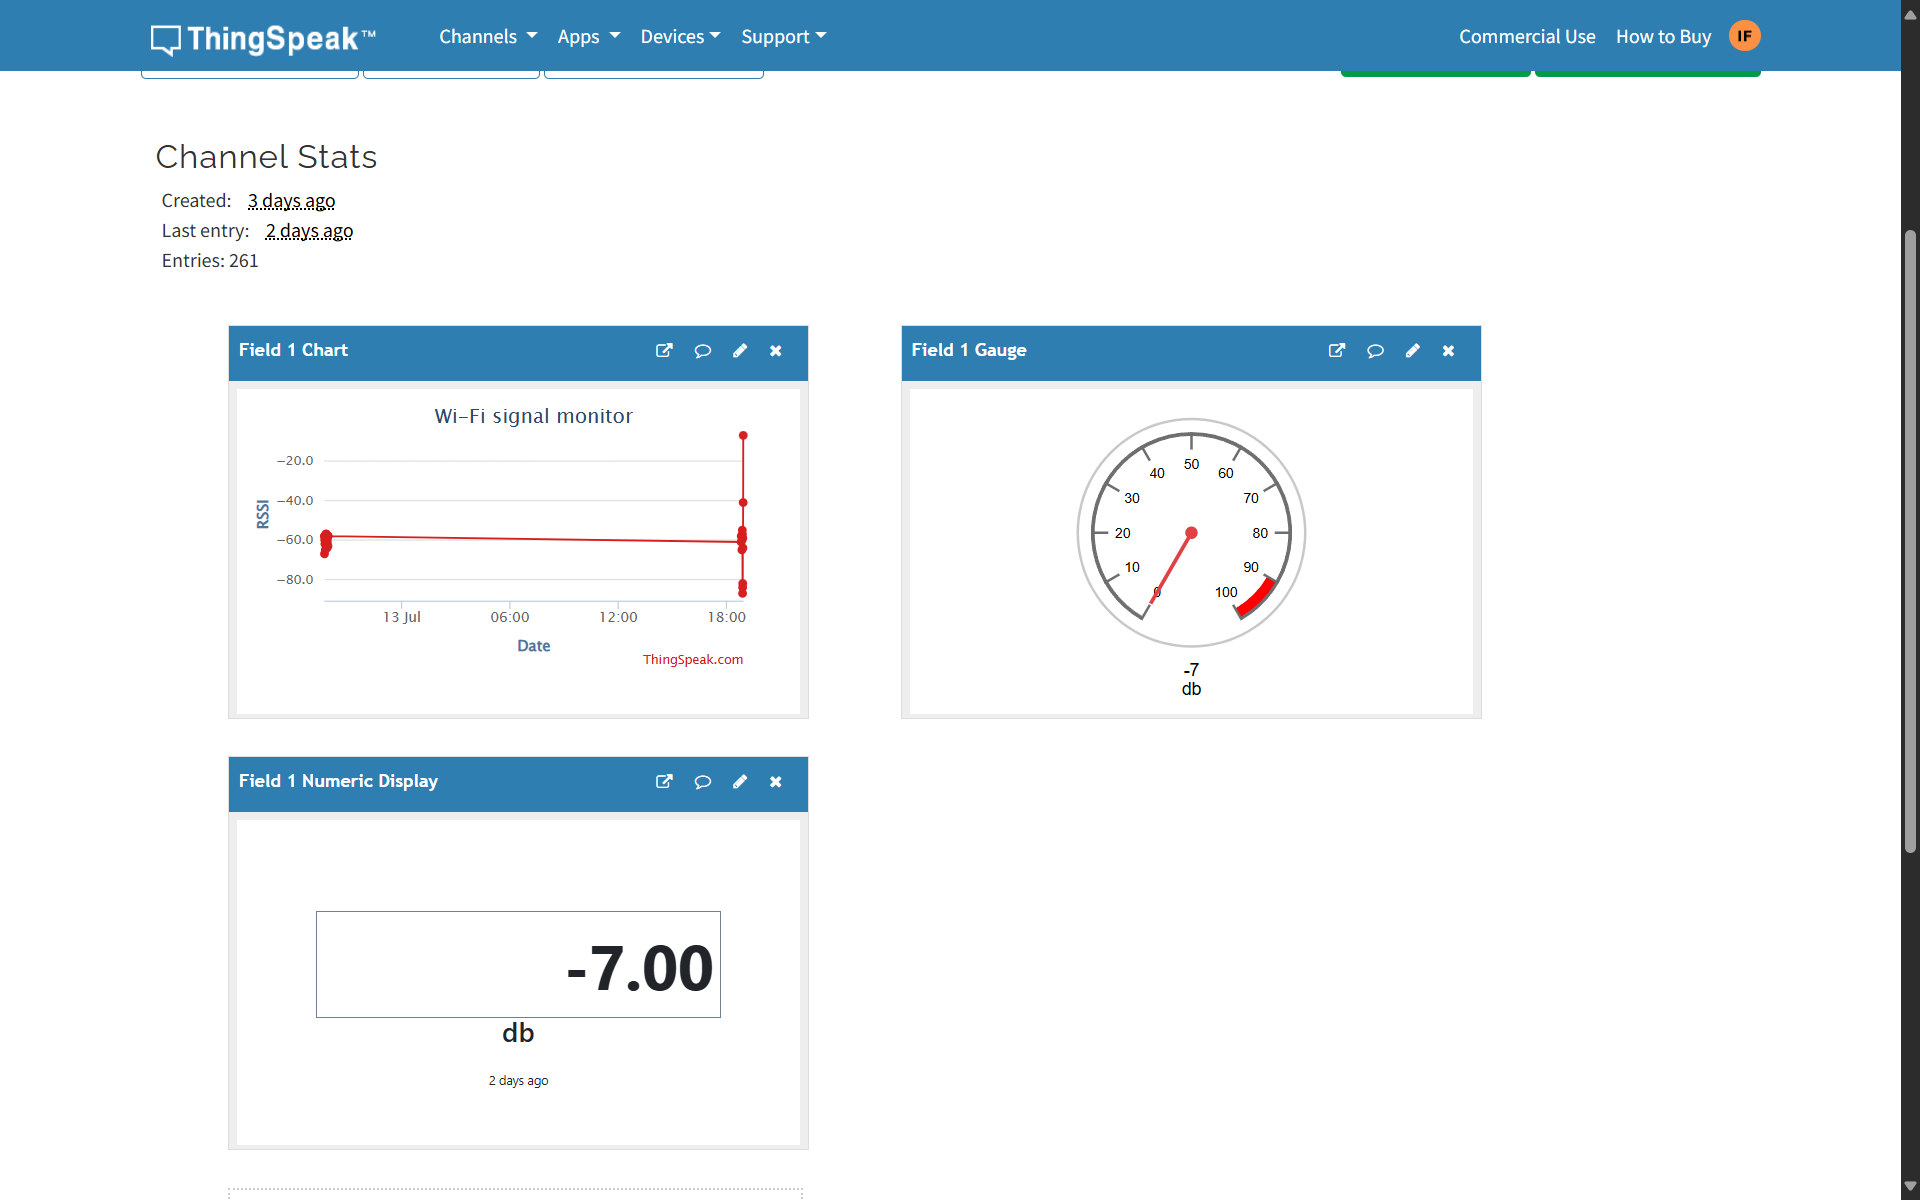 ThingSpeak™ Channels Apps Devices Support Commercial Use How to Buy IF
Channel Stats
Created: 3 days ago
Last entry: 2 days ago
Entries: 261
Field 1 Chart
Wi-Fi signal monitor
RSSI
−20.0
−40.0
−60.0
−80.0
13 Jul 06:00 12:00 18:00
Date
ThingSpeak.com
Field 1 Gauge
0
10
20
30
40
50
60
70
80
90
100
-7
db
Field 1 Numeric Display
-7.00
db
2 days ago